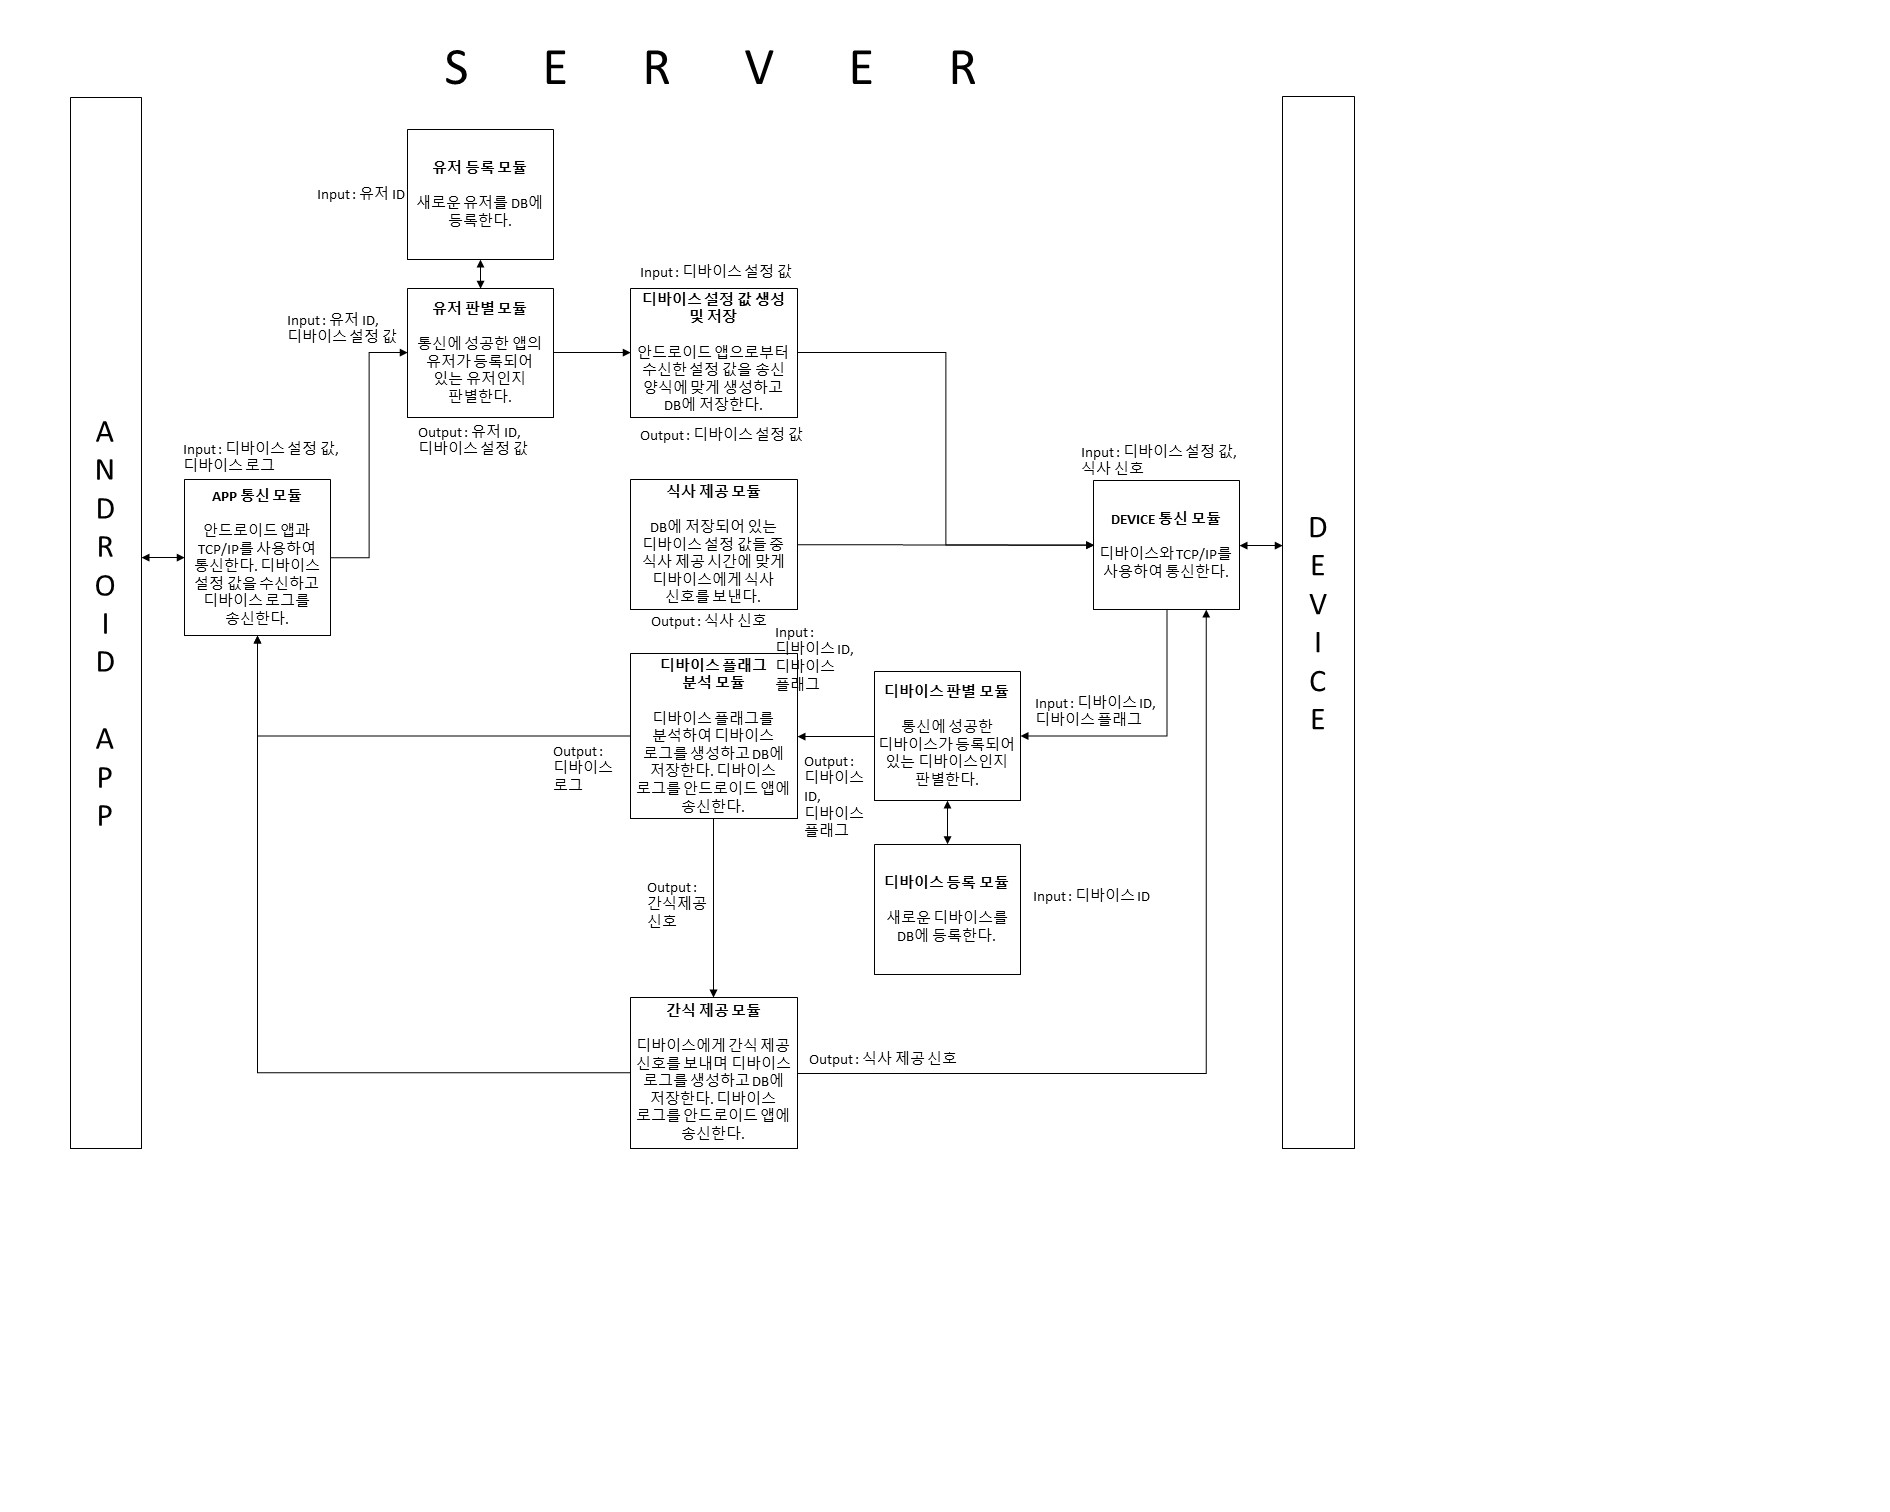 S E R V E R
유저 등록 모듈
새로운 유저를 DB에
등록한다.
Input : 유저 ID
유저 판별 모듈
통신에 성공한 앱의
유저가 등록되어
있는 유저인지
판별한다.
Input : 유저 ID,
디바이스 설정 값
Output : 유저 ID,
디바이스 설정 값
Input : 디바이스 설정 값
디바이스 설정 값 생성
및 저장
안드로이드 앱으로부터
수신한 설정 값을 송신
양식에 맞게 생성하고
DB에 저장한다.
Output : 디바이스 설정 값
A
N
D
R
O
I
D
A
P
P
Input : 디바이스 설정 값,
디바이스 로그
APP 통신 모듈
안드로이드 앱과
TCP/IP를 사용하여
통신한다. 디바이스
설정 값을 수신하고
디바이스 로그를
송신한다.
식사 제공 모듈
DB에 저장되어 있는
디바이스 설정 값들 중
식사 제공 시간에 맞게
디바이스에게 식사
신호를 보낸다.
Output : 식사 신호
Input : 디바이스 설정 값,
식사 신호
DEVICE 통신 모듈
디바이스와 TCP/IP를
사용하여 통신한다.
D
E
V
I
C
E
Input :
디바이스 ID,
디바이스
플래그
디바이스 플래그
분석 모듈
디바이스 플래그를
분석하여 디바이스
로그를 생성하고 DB에
저장한다. 디바이스
로그를 안드로이드 앱에
송신한다.
Output :
디바이스
로그
디바이스 판별 모듈
통신에 성공한
디바이스가 등록되어
있는 디바이스인지
판별한다.
Input : 디바이스 ID,
디바이스 플래그
Output :
디바이스
ID,
디바이스
플래그
디바이스 등록 모듈
새로운 디바이스를
DB에 등록한다.
Input : 디바이스 ID
Output :
간식제공
신호
간식 제공 모듈
디바이스에게 간식 제공
신호를 보내며 디바이스
로그를 생성하고 DB에
저장한다. 디바이스
로그를 안드로이드 앱에
송신한다.
Output : 식사 제공 신호